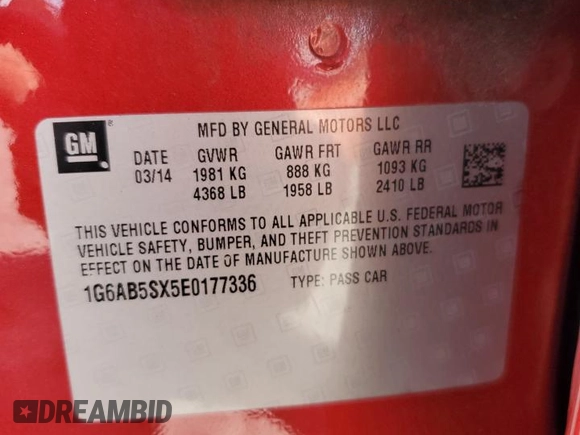 GM
MFD BY GENERAL MOTORS LLC
DATE GVWR GAWR FRT GAWR RR
03/14 1981 KG 888 KG 1093 KG
4368 LB 1958 LB 2410 LB
THIS VEHICLE CONFORMS TO ALL APPLICABLE U.S. FEDERAL MOTOR
VEHICLE SAFETY, BUMPER, AND THEFT PREVENTION STANDARDS IN
EFFECT ON THE DATE OF MANUFACTURE SHOWN ABOVE.
1G6AB5SX5E0177336 TYPE: PASS CAR
DREAMBID